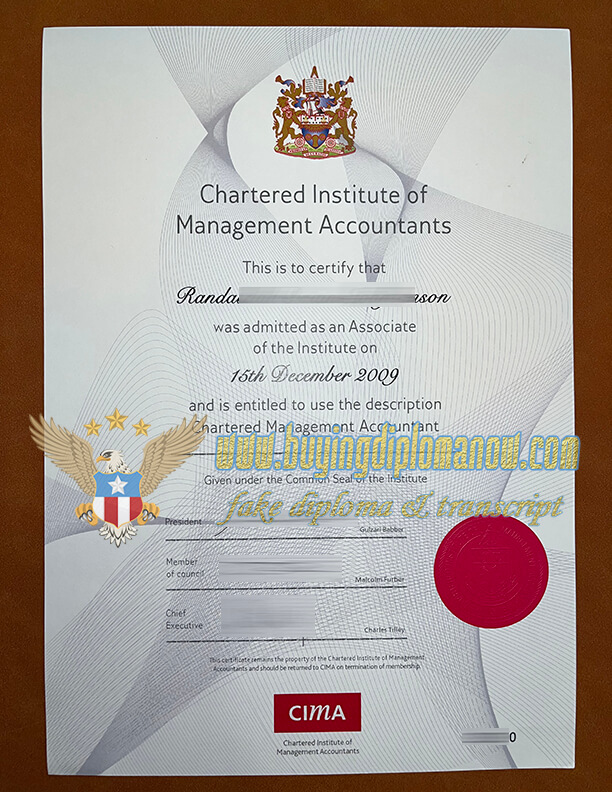 Chartered Institute of
Management Accountants
This is to certify that
was admitted as an Associate
of the Institute on
15th December 2009
and is entitled to use the description
Chartered Management Accountant
www.buyingdiplomanow.com
Given under the Common Seal of the Institute
fake diploma & transcript
President
Gulzari Babber
Member
of council
Malcolm Furber
Chief
Executive
Charles Tilley
This certificate remains the property of the Chartered Institute of Management
Accountants and should be returned to CIMA on termination of membership.
CIMA
Chartered Institute of
Management Accountants
0